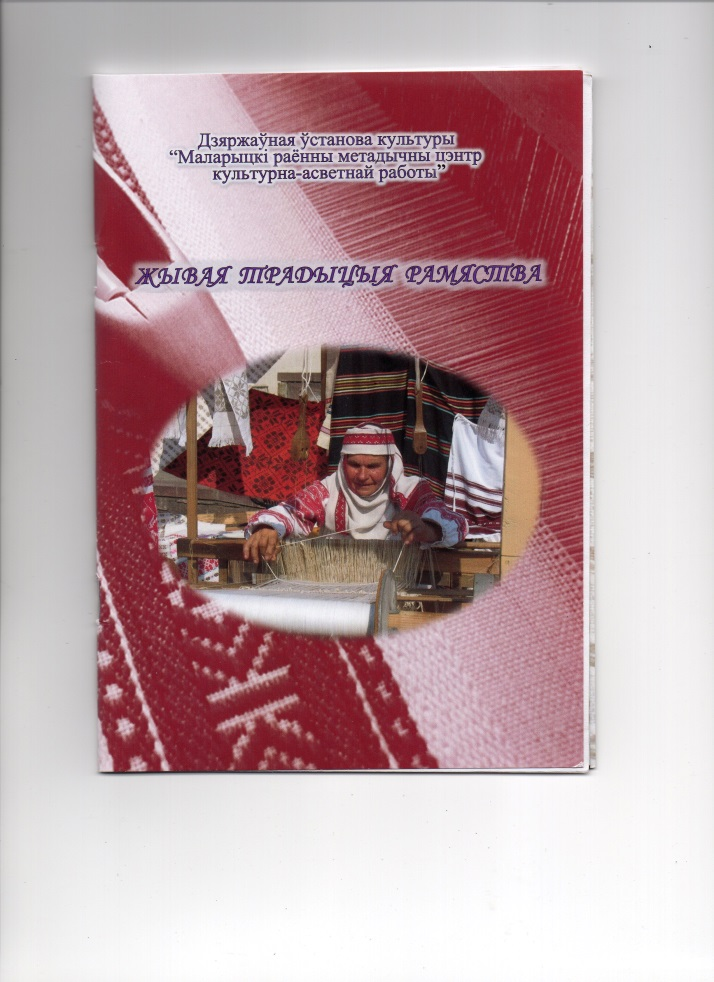 Дзяржаўная ўстанова культуры
“Маларыцкі раённы метадычны цэнтр
культурна-асветнай работы”
ЖЫВАЯ ТРАДЫЦЫЯ РАМЯСТВА